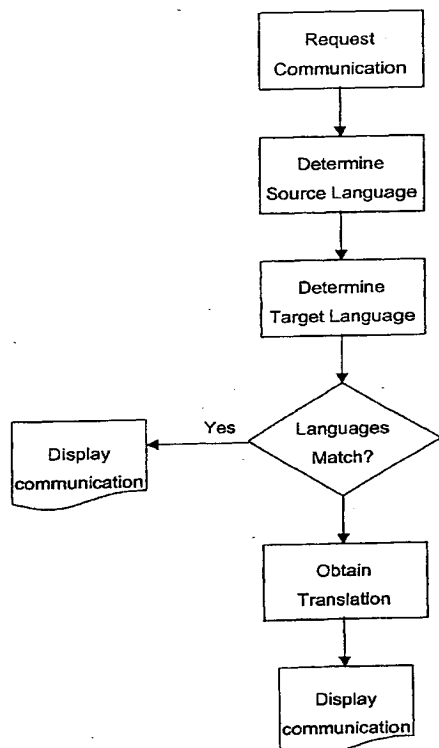 Request
Communication
Determine
Source Language
Determine
Target Language
Languages
Match?
Yes
Display
communication
Obtain
Translation
Display
communication